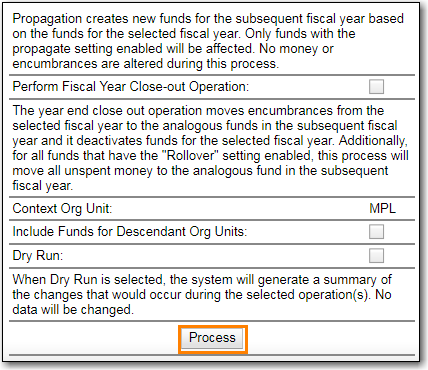 Propagation creates new funds for the subsequent fiscal year based
on the funds for the selected fiscal year. Only funds with the
propagate setting enabled will be affected. No money or
encumbrances are altered during this process.
Perform Fiscal Year Close-out Operation:
The year end close out operation moves encumbrances from the
selected fiscal year to the analogous funds in the subsequent fiscal
year and it deactivates funds for the selected fiscal year. Additionally,
for all funds that have the "Rollover" setting enabled, this process will
move all unspent money to the analogous fund in the subsequent
fiscal year.
Context Org Unit: MPL
Include Funds for Descendant Org Units:
Dry Run:
When Dry Run is selected, the system will generate a summary of
the changes that would occur during the selected operation(s). No
data will be changed.
Process